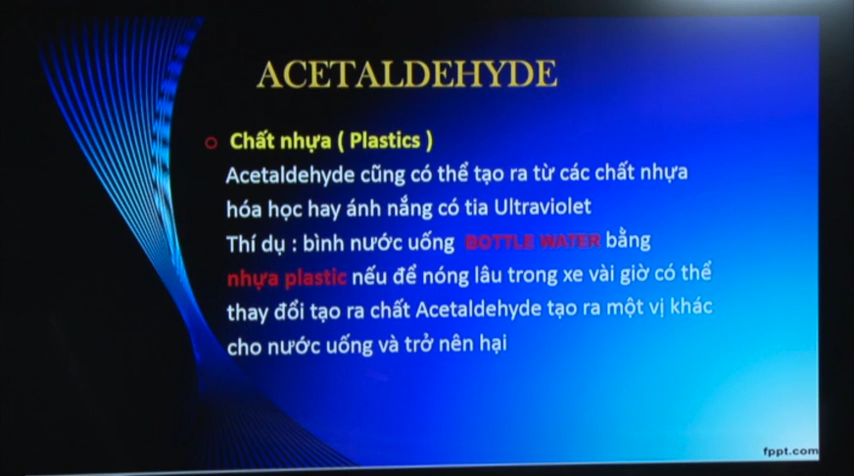 ACETALDEHYDE
Chất nhựa ( Plastics )
Acetaldehyde cũng có thể tạo ra từ các chất nhựa
hóa học hay ánh nắng có tia Ultraviolet
Thí dụ : bình nước uống BOTTLE WATER bằng
nhựa plastic nếu để nóng lâu trong xe vài giờ có thể
thay đổi tạo ra chất Acetaldehyde tạo ra một vị khác
cho nước uống và trở nên hại
fppt.com